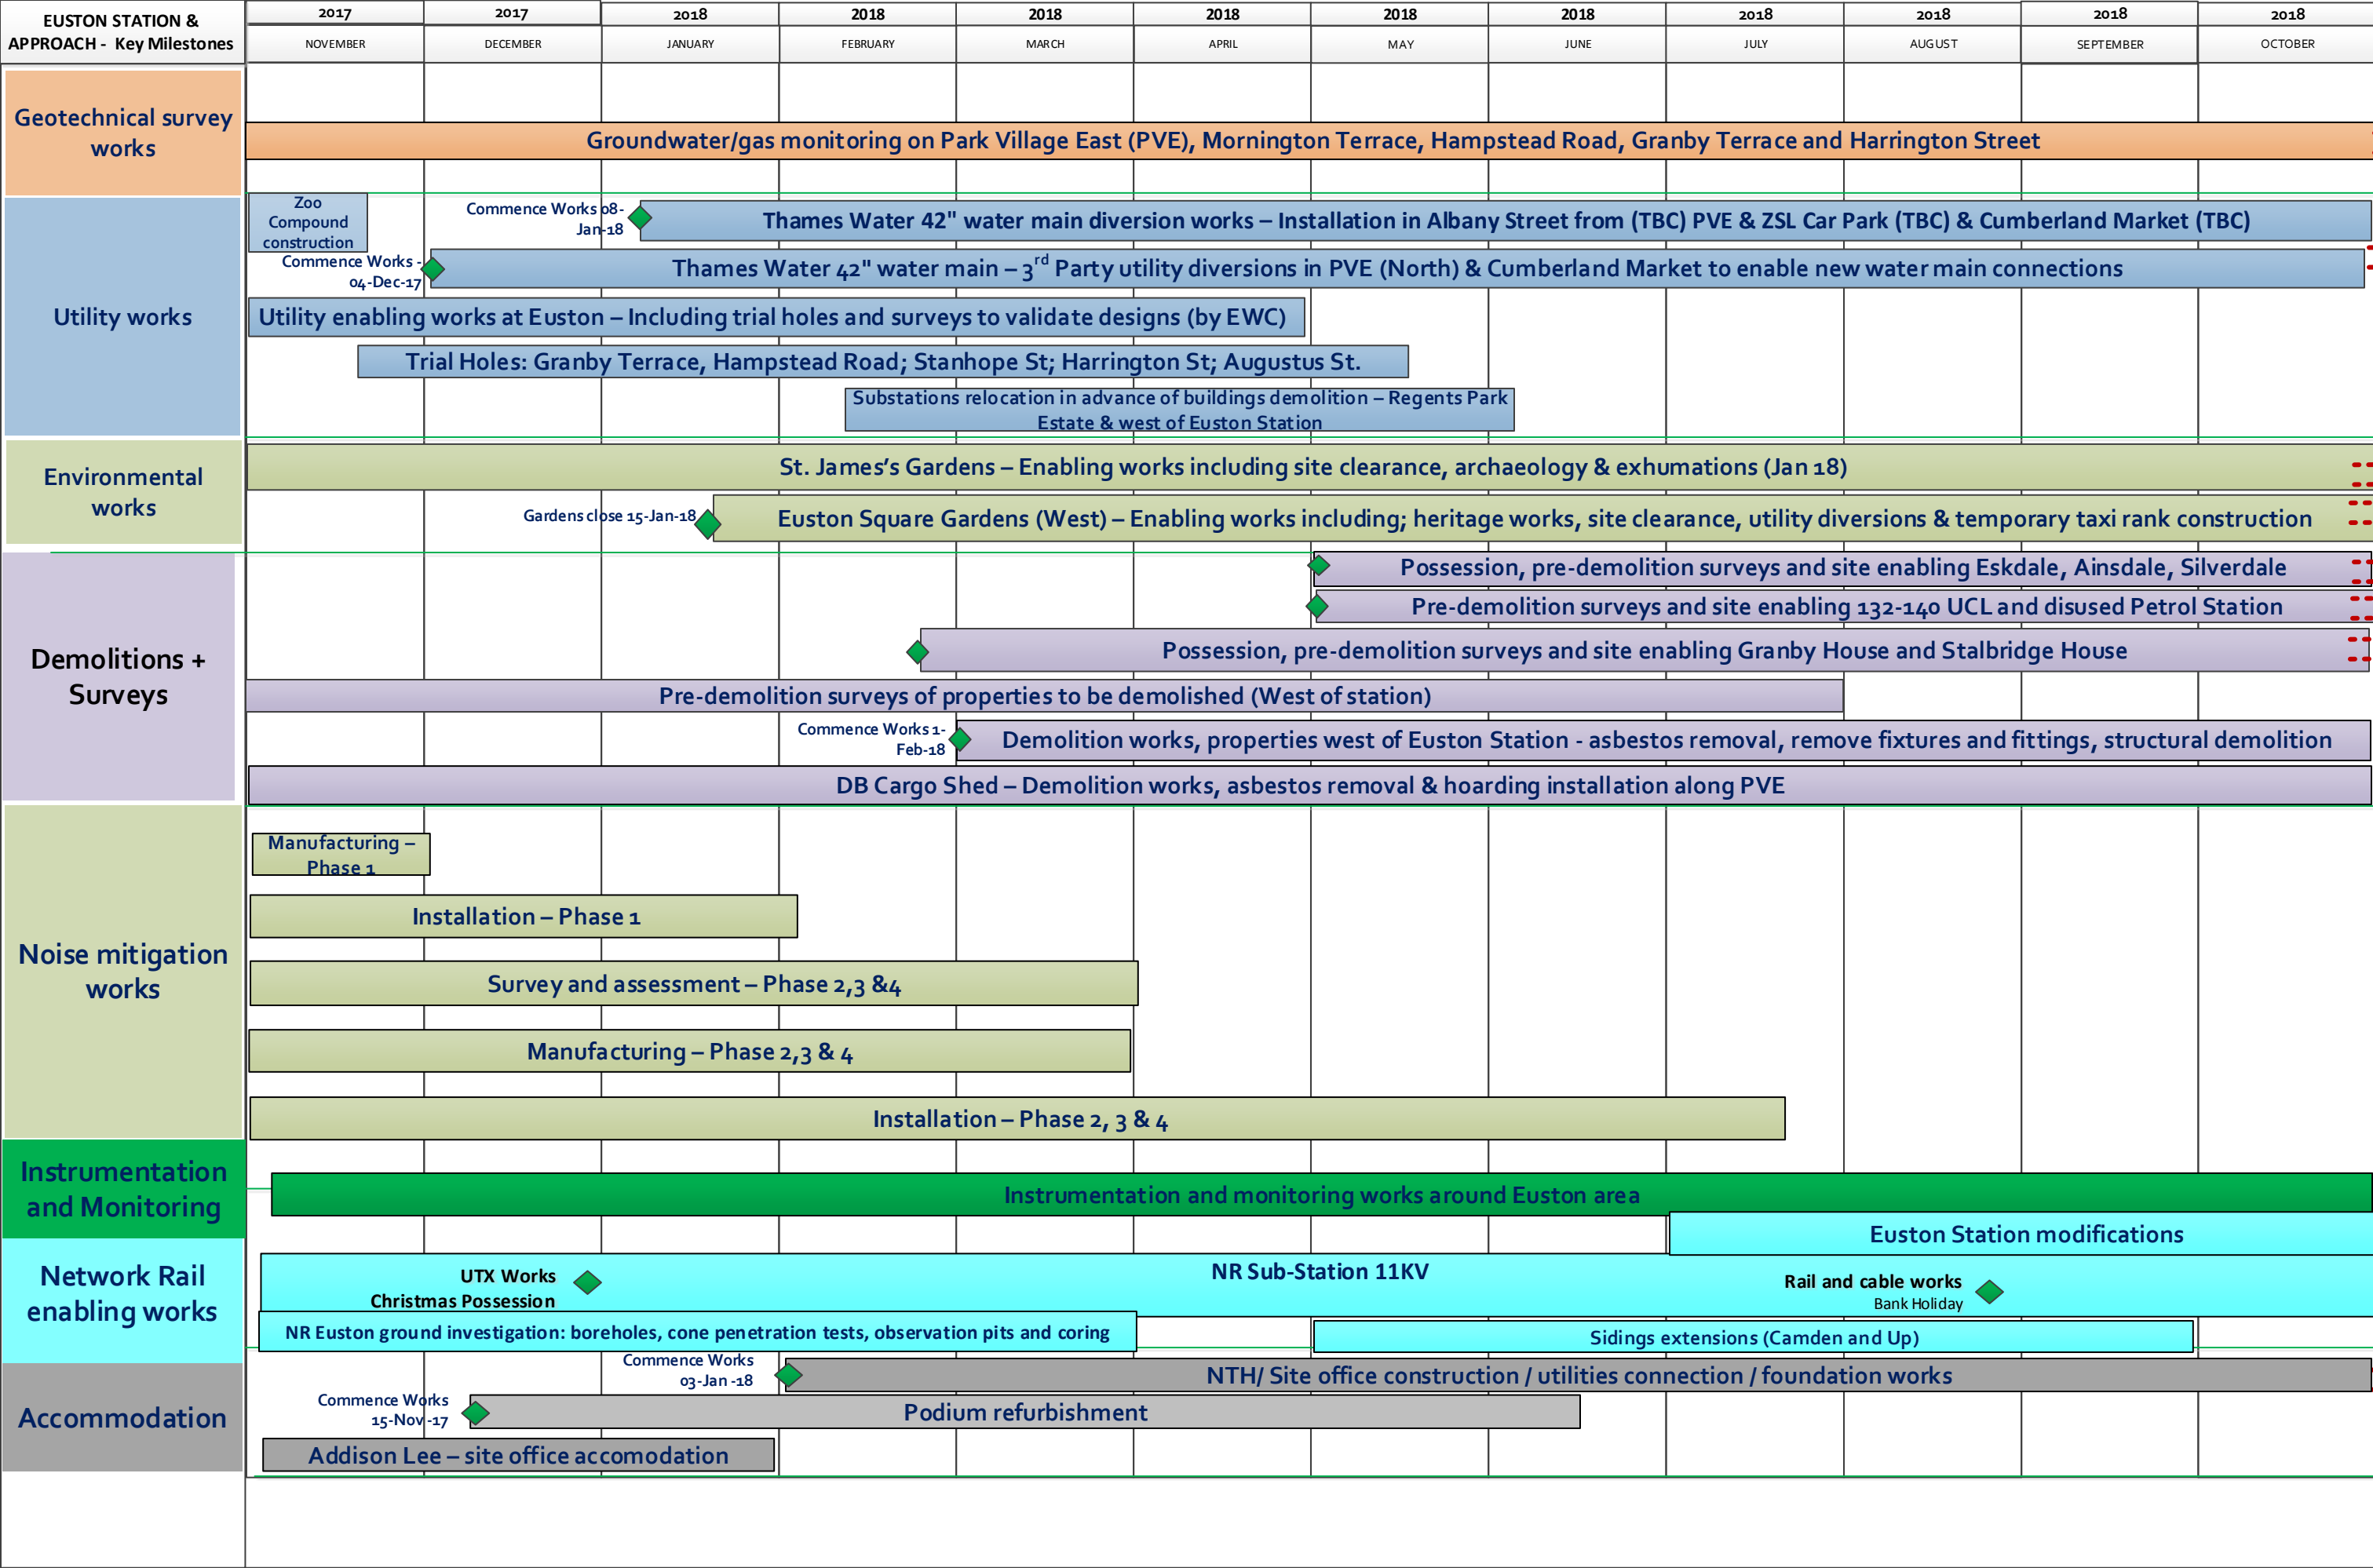 EUSTON STATION &
APPROACH - Key Milestones
2017
2017
2018
2018
2018
2018
2018
2018
2018
2018
2018
2018
NOVEMBER
DECEMBER
JANUARY
FEBRUARY
MARCH
APRIL
MAY
JUNE
JULY
AUGUST
SEPTEMBER
OCTOBER
Geotechnical survey
works
Groundwater/gas monitoring on Park Village East (PVE), Mornington Terrace, Hampstead Road, Granby Terrace and Harrington Street
Utility works
Zoo
Compound
construction
Commence Works 08-
Jan-18
Thames Water 42" water main diversion works – Installation in Albany Street from (TBC) PVE & ZSL Car Park (TBC) & Cumberland Market (TBC)
Commence Works -
04-Dec-17
Thames Water 42" water main – 3rd Party utility diversions in PVE (North) & Cumberland Market to enable new water main connections
Utility enabling works at Euston – Including trial holes and surveys to validate designs (by EWC)
Trial Holes: Granby Terrace, Hampstead Road; Stanhope St; Harrington St; Augustus St.
Substations relocation in advance of buildings demolition – Regents Park
Estate & west of Euston Station
Environmental
works
St. James’s Gardens – Enabling works including site clearance, archaeology & exhumations (Jan 18)
Gardens close 15-Jan-18
Euston Square Gardens (West) – Enabling works including; heritage works, site clearance, utility diversions & temporary taxi rank construction
Demolitions +
Surveys
Possession, pre-demolition surveys and site enabling Eskdale, Ainsdale, Silverdale
Pre-demolition surveys and site enabling 132-140 UCL and disused Petrol Station
Possession, pre-demolition surveys and site enabling Granby House and Stalbridge House
Pre-demolition surveys of properties to be demolished (West of station)
Commence Works 1-
Feb-18
Demolition works, properties west of Euston Station - asbestos removal, remove fixtures and fittings, structural demolition
DB Cargo Shed – Demolition works, asbestos removal & hoarding installation along PVE
Noise mitigation
works
Manufacturing –
Phase 1
Installation – Phase 1
Survey and assessment – Phase 2,3 &4
Manufacturing – Phase 2,3 & 4
Installation – Phase 2, 3 & 4
Instrumentation
and Monitoring
Instrumentation and monitoring works around Euston area
Network Rail
enabling works
Euston Station modifications
NR Sub-Station 11KV
UTX Works
Christmas Possession
Rail and cable works
Bank Holiday
NR Euston ground investigation: boreholes, cone penetration tests, observation pits and coring
Sidings extensions (Camden and Up)
Accommodation
Commence Works
03-Jan -18
NTH/ Site office construction / utilities connection / foundation works
Commence Works
15-Nov -17
Podium refurbishment
Addison Lee – site office accomodation